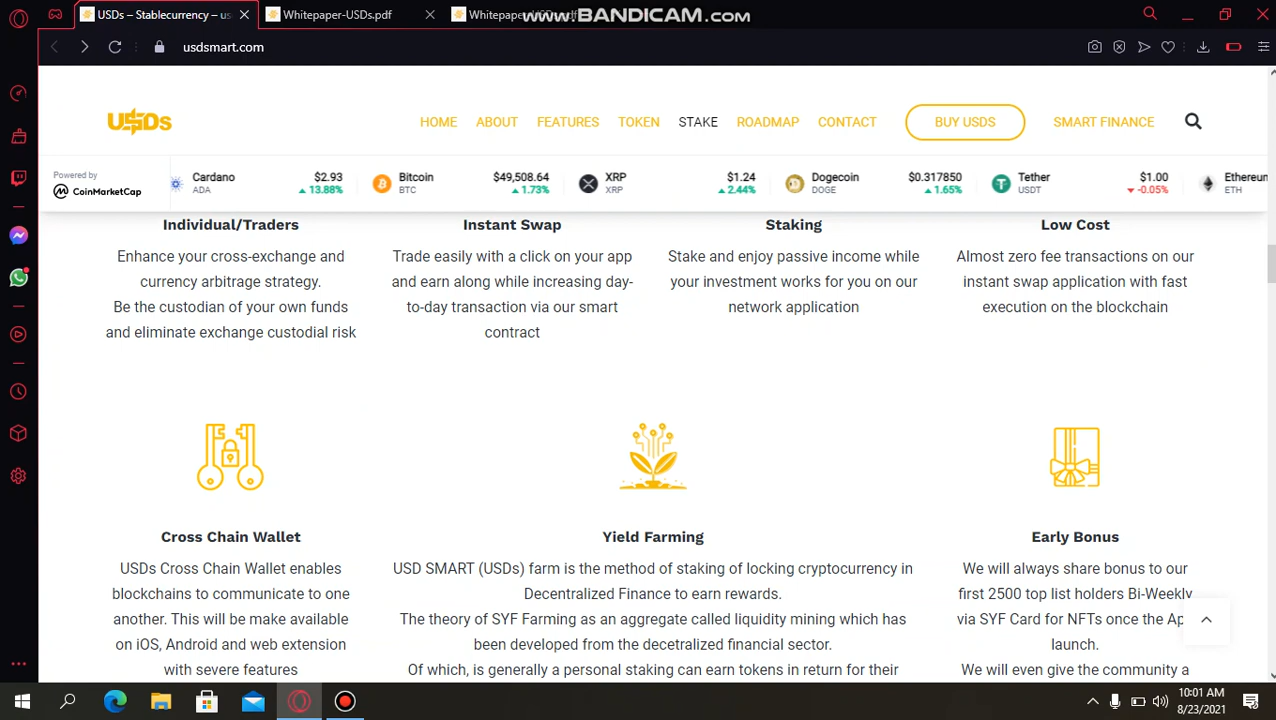 USDs – Stablecurrency – us
Whitepaper-USDs.pdf
Whitepaper-USDs.pdf
www.BANDICAM.com
usdsmart.com
USDs
HOME
ABOUT
FEATURES
TOKEN
STAKE
ROADMAP
CONTACT
BUY USDS
SMART FINANCE
Powered by
CoinMarketCap
Cardano
ADA
$2.93
13.88%
Bitcoin
BTC
$49,508.64
1.73%
XRP
XRP
$1.24
2.44%
Dogecoin
DOGE
$0.317850
1.65%
Tether
USDT
$1.00
-0.05%
Ethereun
ETH
Individual/Traders
Enhance your cross-exchange and
currency arbitrage strategy.
Be the custodian of your own funds
and eliminate exchange custodial risk
Instant Swap
Trade easily with a click on your app
and earn along while increasing day-
to-day transaction via our smart
contract
Staking
Stake and enjoy passive income while
your investment works for you on our
network application
Low Cost
Almost zero fee transactions on our
instant swap application with fast
execution on the blockchain
Cross Chain Wallet
USDs Cross Chain Wallet enables
blockchains to communicate to one
another. This will be make available
on iOS, Android and web extension
with severe features
Yield Farming
USD SMART (USDs) farm is the method of staking of locking cryptocurrency in
Decentralized Finance to earn rewards.
The theory of SYF Farming as an aggregate called liquidity mining which has
been developed from the decetralized financial sector.
Of which, is generally a personal staking can earn tokens in return for their
Early Bonus
We will always share bonus to our
first 2500 top list holders Bi-Weekly
via SYF Card for NFTs once the Ap
launch.
We will even give the community a
10:01 AM
8/23/2021